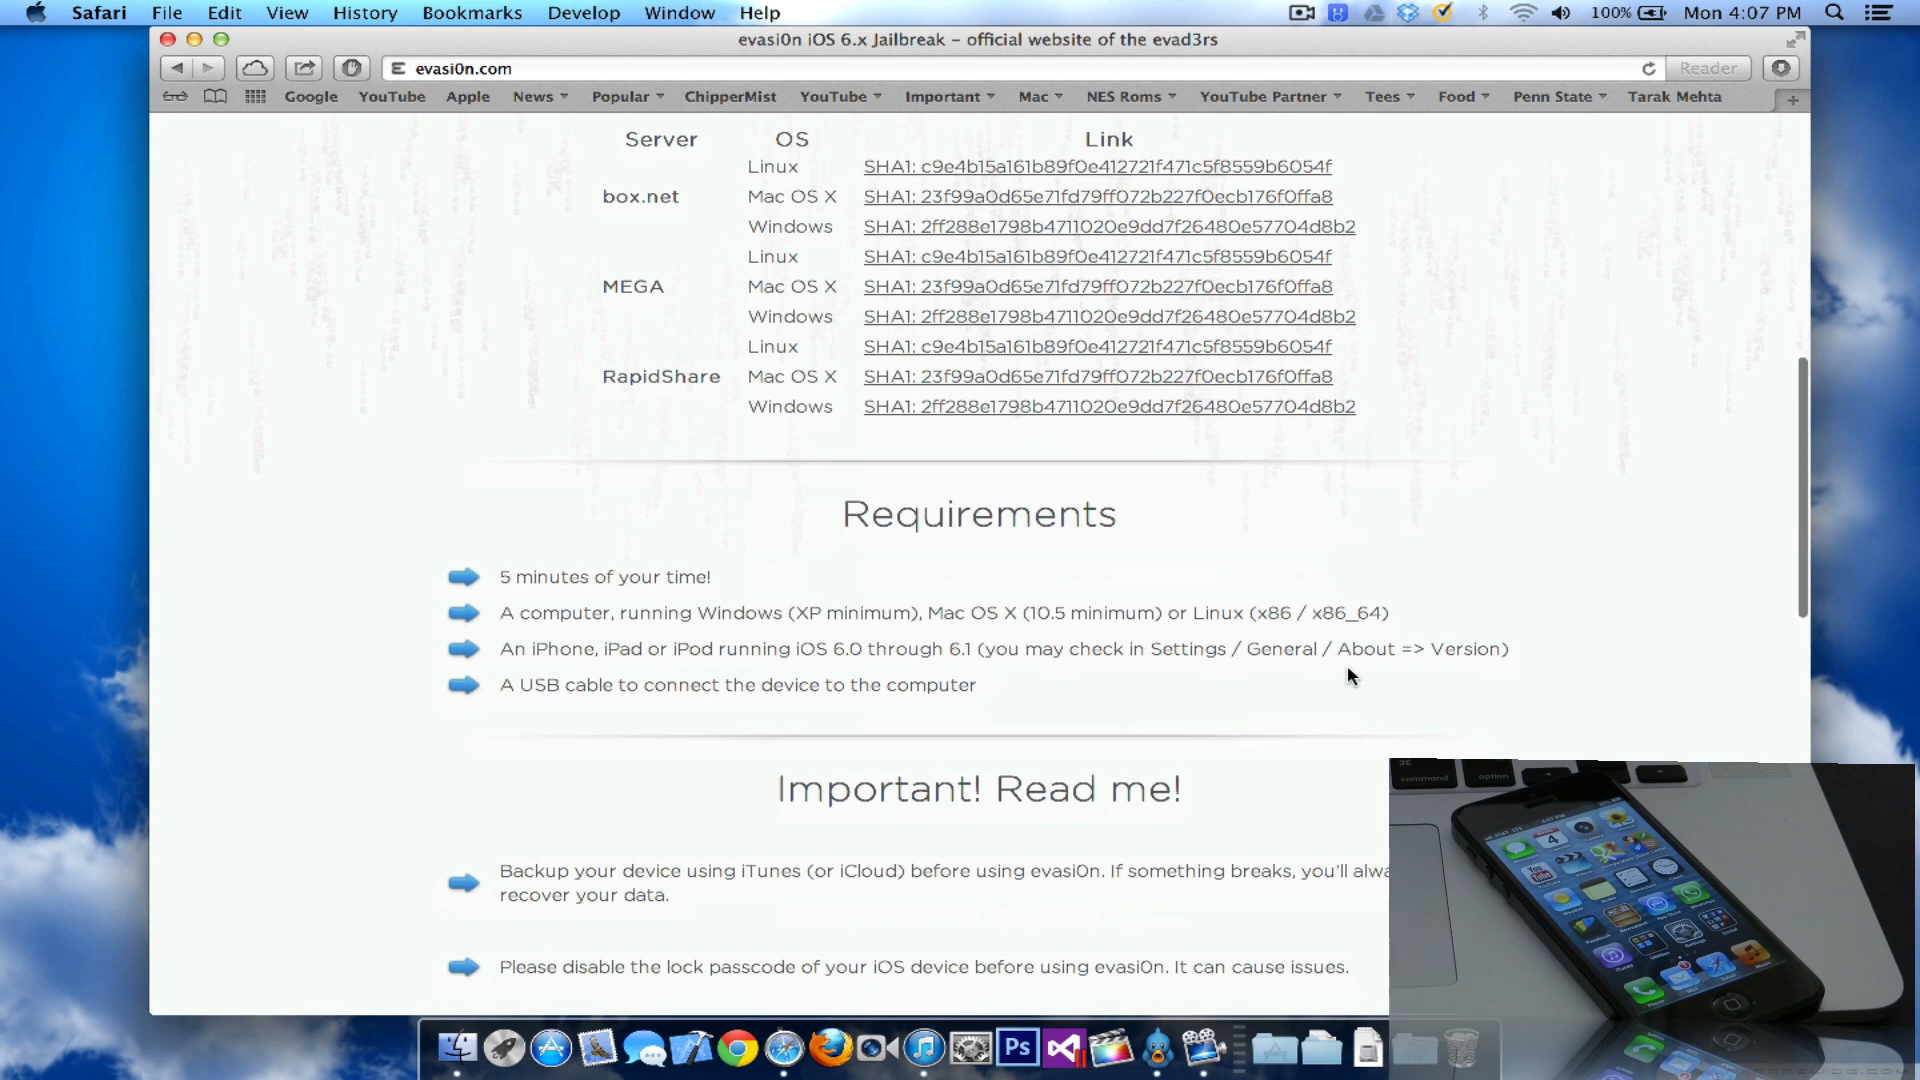 Safari File Edit View History Bookmarks Develop Window Help 100% Mon 4:07 PM
evasi0n iOS 6.x Jailbreak – official website of the evad3rs
evasi0n.com Reader
Google YouTube Apple News Popular ChipperMist YouTube Important Mac NES Roms YouTube Partner Tees Food Penn State Tarak Mehta
Server OS Link
Linux SHA1: c9e4b15a161b89f0e412721f471c5f8559b6054f
box.net Mac OS X SHA1: 23f99a0d65e71fd79ff072b227f0ecb176f0ffa8
Windows SHA1: 2ff288e1798b4711020e9dd7f26480e57704d8b2
Linux SHA1: c9e4b15a161b89f0e412721f471c5f8559b6054f
MEGA Mac OS X SHA1: 23f99a0d65e71fd79ff072b227f0ecb176f0ffa8
Windows SHA1: 2ff288e1798b4711020e9dd7f26480e57704d8b2
Linux SHA1: c9e4b15a161b89f0e412721f471c5f8559b6054f
RapidShare Mac OS X SHA1: 23f99a0d65e71fd79ff072b227f0ecb176f0ffa8
Windows SHA1: 2ff288e1798b4711020e9dd7f26480e57704d8b2
Requirements
5 minutes of your time!
A computer, running Windows (XP minimum), Mac OS X (10.5 minimum) or Linux (x86 / x86_64)
An iPhone, iPad or iPod running iOS 6.0 through 6.1 (you may check in Settings / General / About => Version)
A USB cable to connect the device to the computer
Important! Read me!
Backup your device using iTunes (or iCloud) before using evasi0n. If something breaks, you'll alwa
recover your data.
Please disable the lock passcode of your iOS device before using evasi0n. It can cause issues.
command option
4
Ps